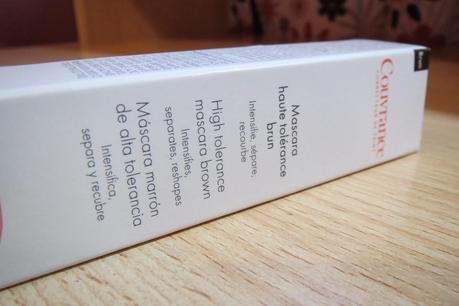 Couvrance
Mascara
haute tolérance
brun
Intensifie, sépare,
recourbe
High tolerance
mascara brown
Intensifies,
separates, reshapes
Máscara marrón
de alta tolerancia
Intensifica,
separa y recubre